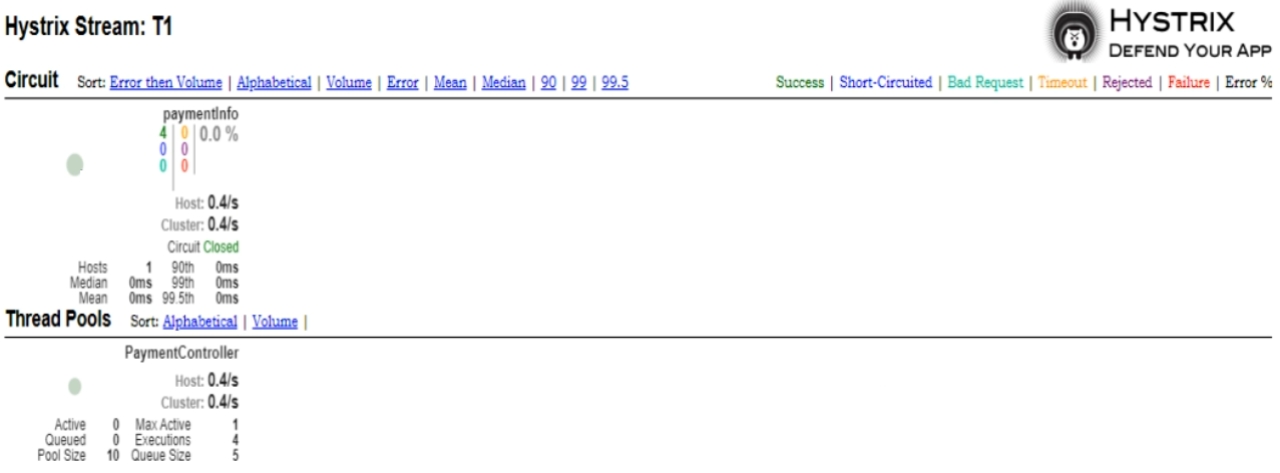 Hystrix Stream: T1
HYSTRIX
DEFEND YOUR APP
Circuit Sort: Error then Volume | Alphabetical | Volume | Error | Mean | Median | 90 | 99 | 99.5
Success | Short-Circuited | Bad Request | Timeout | Rejected | Failure | Error %
paymentInfo
4 | 0 | 0.0 %
0 | 0
0 | 0
Host: 0.4/s
Cluster: 0.4/s
Circuit Closed
Hosts 1 90th 0ms
Median 0ms 99th 0ms
Mean 0ms 99.5th 0ms
Thread Pools Sort: Alphabetical | Volume |
PaymentController
Host: 0.4/s
Cluster: 0.4/s
Active 0 Max Active 1
Queued 0 Executions 4
Pool Size 10 Queue Size 5